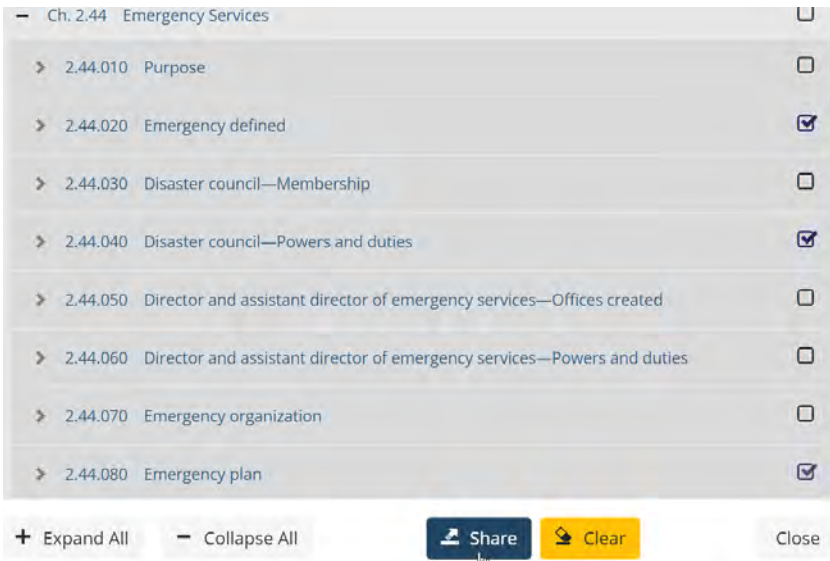 Ch. 2.44 Emergency Services
2.44.010 Purpose
2.44.020 Emergency defined
2.44.030 Disaster council—Membership
2.44.040 Disaster council—Powers and duties
2.44.050 Director and assistant director of emergency services—Offices created
2.44.060 Director and assistant director of emergency services—Powers and duties
2.44.070 Emergency organization
2.44.080 Emergency plan
Expand All Collapse All Share Clear Close